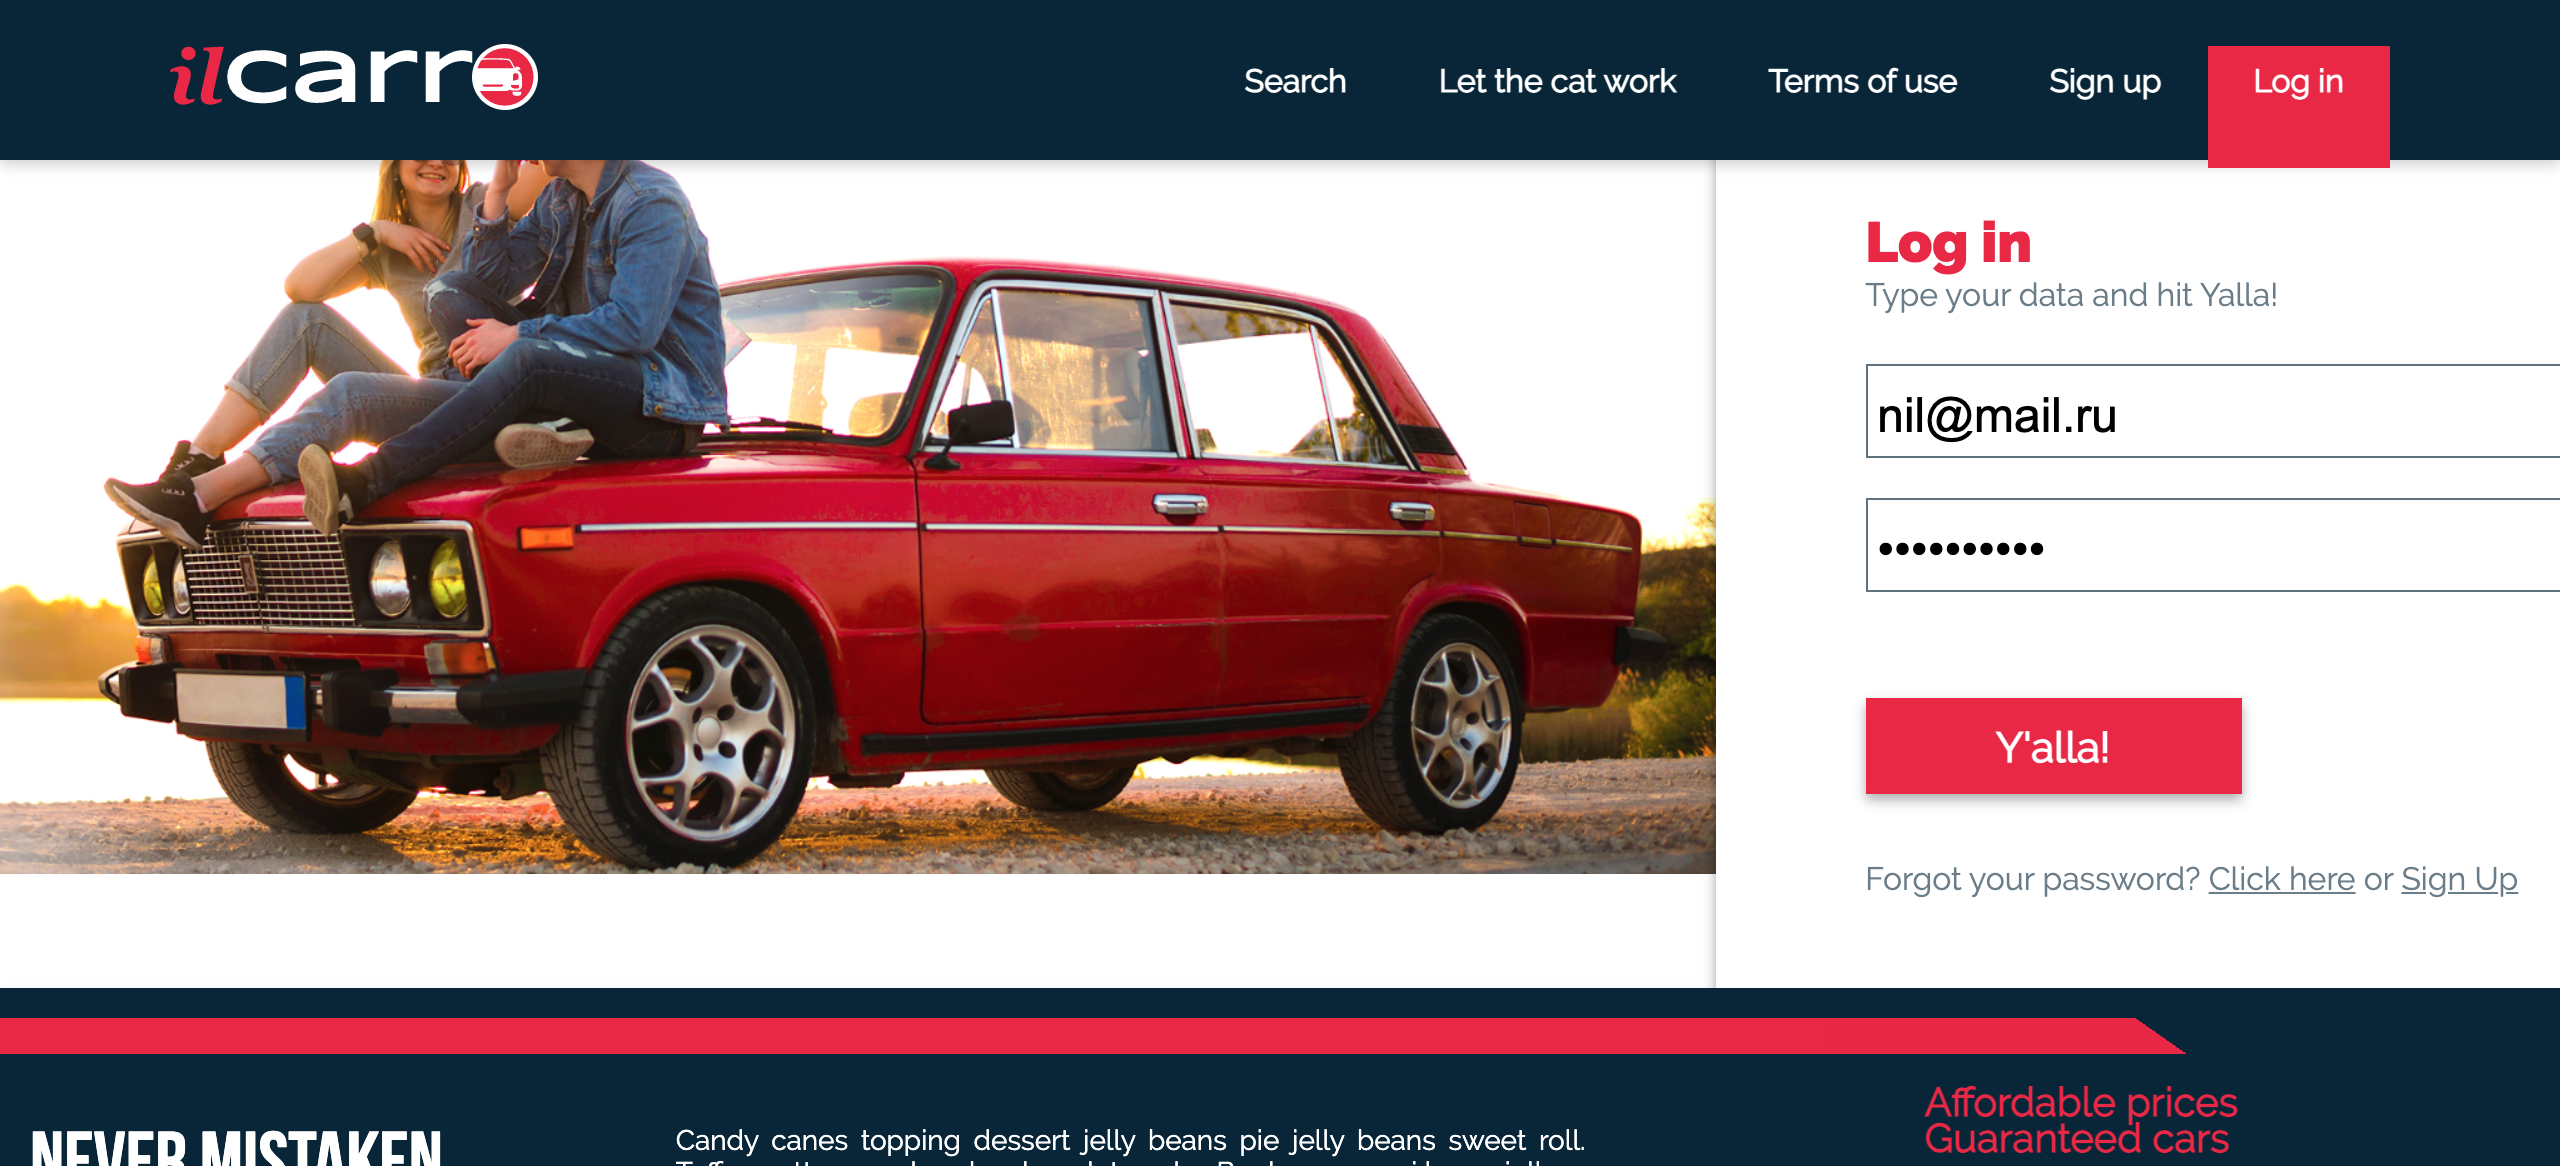 ilcarro
Search
Let the cat work
Terms of use
Sign up
Log in
Log in
Type your data and hit Yalla!
nil@mail.ru
••••••••••
Y'alla!
Forgot your password? Click here or Sign Up
NEVER MISTAKEN
Candy canes topping dessert jelly beans pie jelly beans sweet roll.
Affordable prices
Guaranteed cars